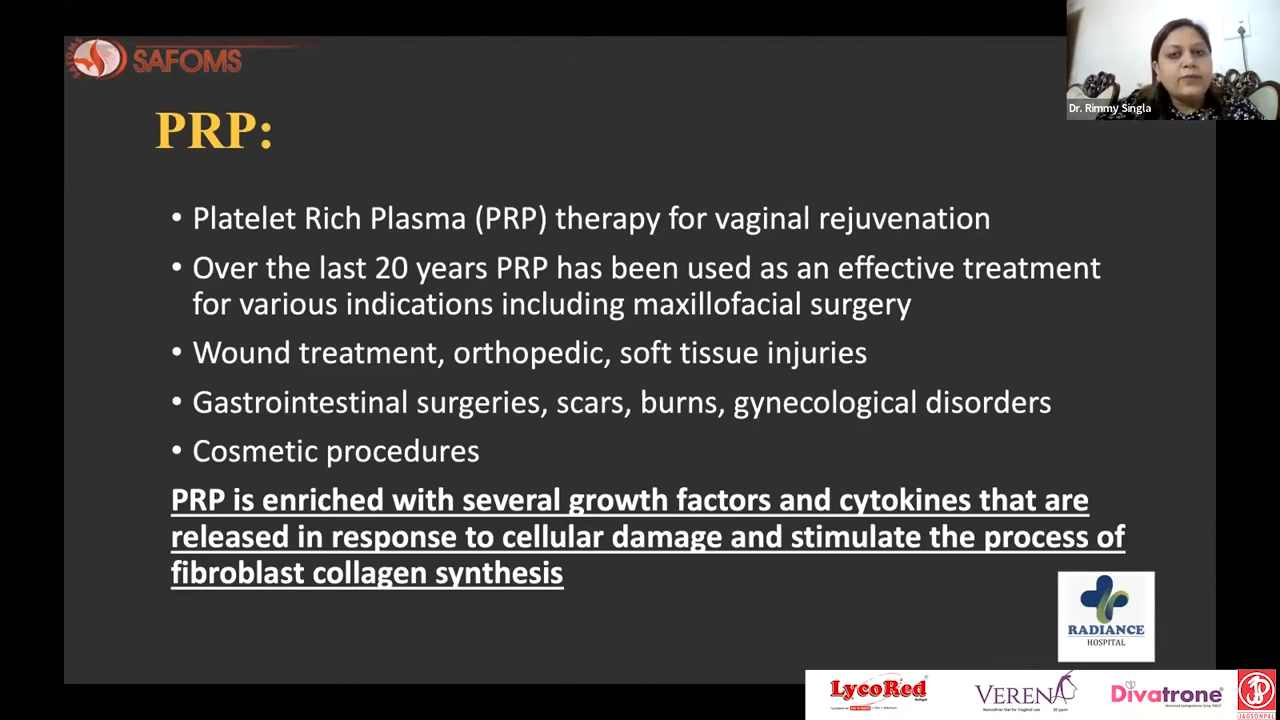 SAFOMS
Dr. Rimmy Singla
PRP:
• Platelet Rich Plasma (PRP) therapy for vaginal rejuvenation
• Over the last 20 years PRP has been used as an effective treatment
for various indications including maxillofacial surgery
• Wound treatment, orthopedic, soft tissue injuries
• Gastrointestinal surgeries, scars, burns, gynecological disorders
• Cosmetic procedures
PRP is enriched with several growth factors and cytokines that are
released in response to cellular damage and stimulate the process of
fibroblast collagen synthesis
RADIANCE
HOSPITAL
LycoRed
VERENA
Divatrone
JAGSONPAL